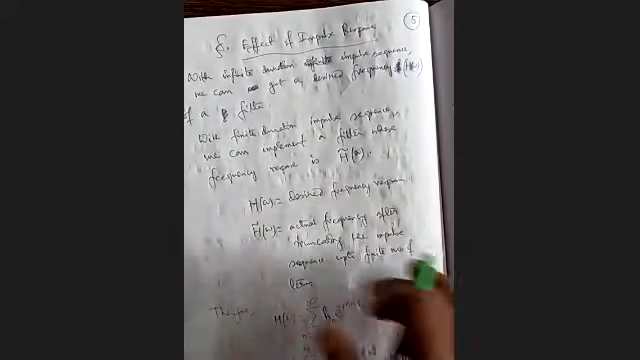 5
§. Effect of Impulse Response
With infinite duration impulse sequence,
we can get a desired frequency (H(ω))
of a filter.
With finite duration impulse sequence,
we can implement a filter whose
frequency response is H̃(ω).
H(ω) = desired frequency response.
H̃(ω) = actual frequency after
truncating the impulse
sequence upto finite no of
terms
Therefore, H(ω) = ∑ hₙ